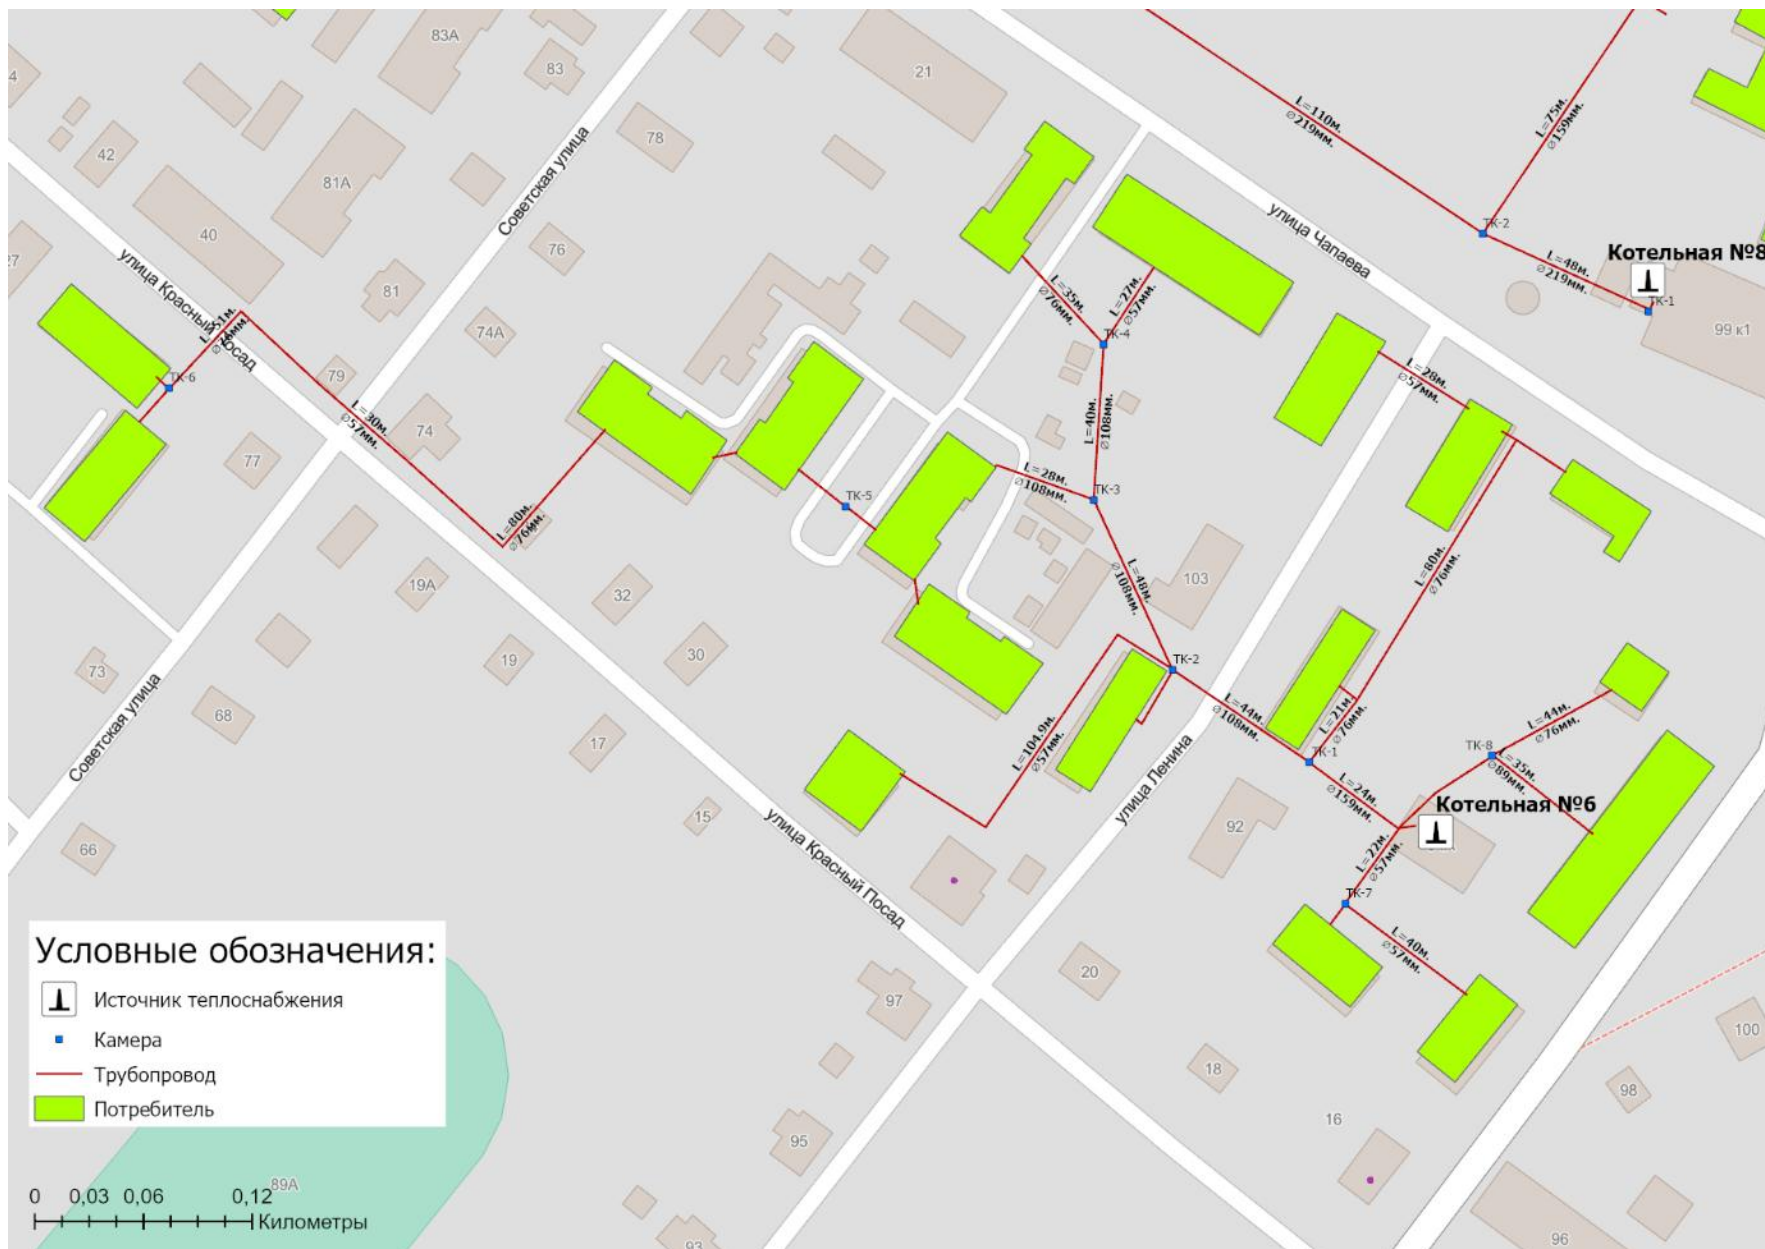 83А
83
21
78
42
81А
40
27
81
76
74А
79
74
77
Советская улица
улица Красный Посад
улица Чапаева
L=110м.
⌀219мм.
L=75м.
⌀159мм.
ТК-2
L=48м.
⌀219мм.
Котельная №8
ТК-1
99 к1
L=51м.
⌀76мм.
ТК-6
L=30м.
⌀57мм.
L=80м.
⌀76мм.
L=35м.
⌀76мм.
L=27м.
⌀57мм.
ТК-4
L=40м.
⌀108мм.
L=28м.
⌀108мм.
ТК-3
ТК-5
L=28м.
⌀57мм.
L=48м.
⌀108мм.
103
L=80м.
⌀76мм.
19А
32
30
19
17
15
73
68
66
Советская улица
ТК-2
L=104.9м.
⌀57мм.
L=44м.
⌀108мм.
L=21м.
⌀76мм.
ТК-1
L=24м.
⌀159мм.
ТК-8
L=44м.
⌀76мм.
L=35м.
⌀89мм.
Котельная №6
L=22м.
⌀57мм.
ТК-7
L=40м.
⌀57мм.
92
улица Ленина
улица Красный Посад
20
97
18
16
95
93
100
98
96
89А
Условные обозначения:
Источник теплоснабжения
Камера
Трубопровод
Потребитель
0 0,03 0,06 0,12
Километры